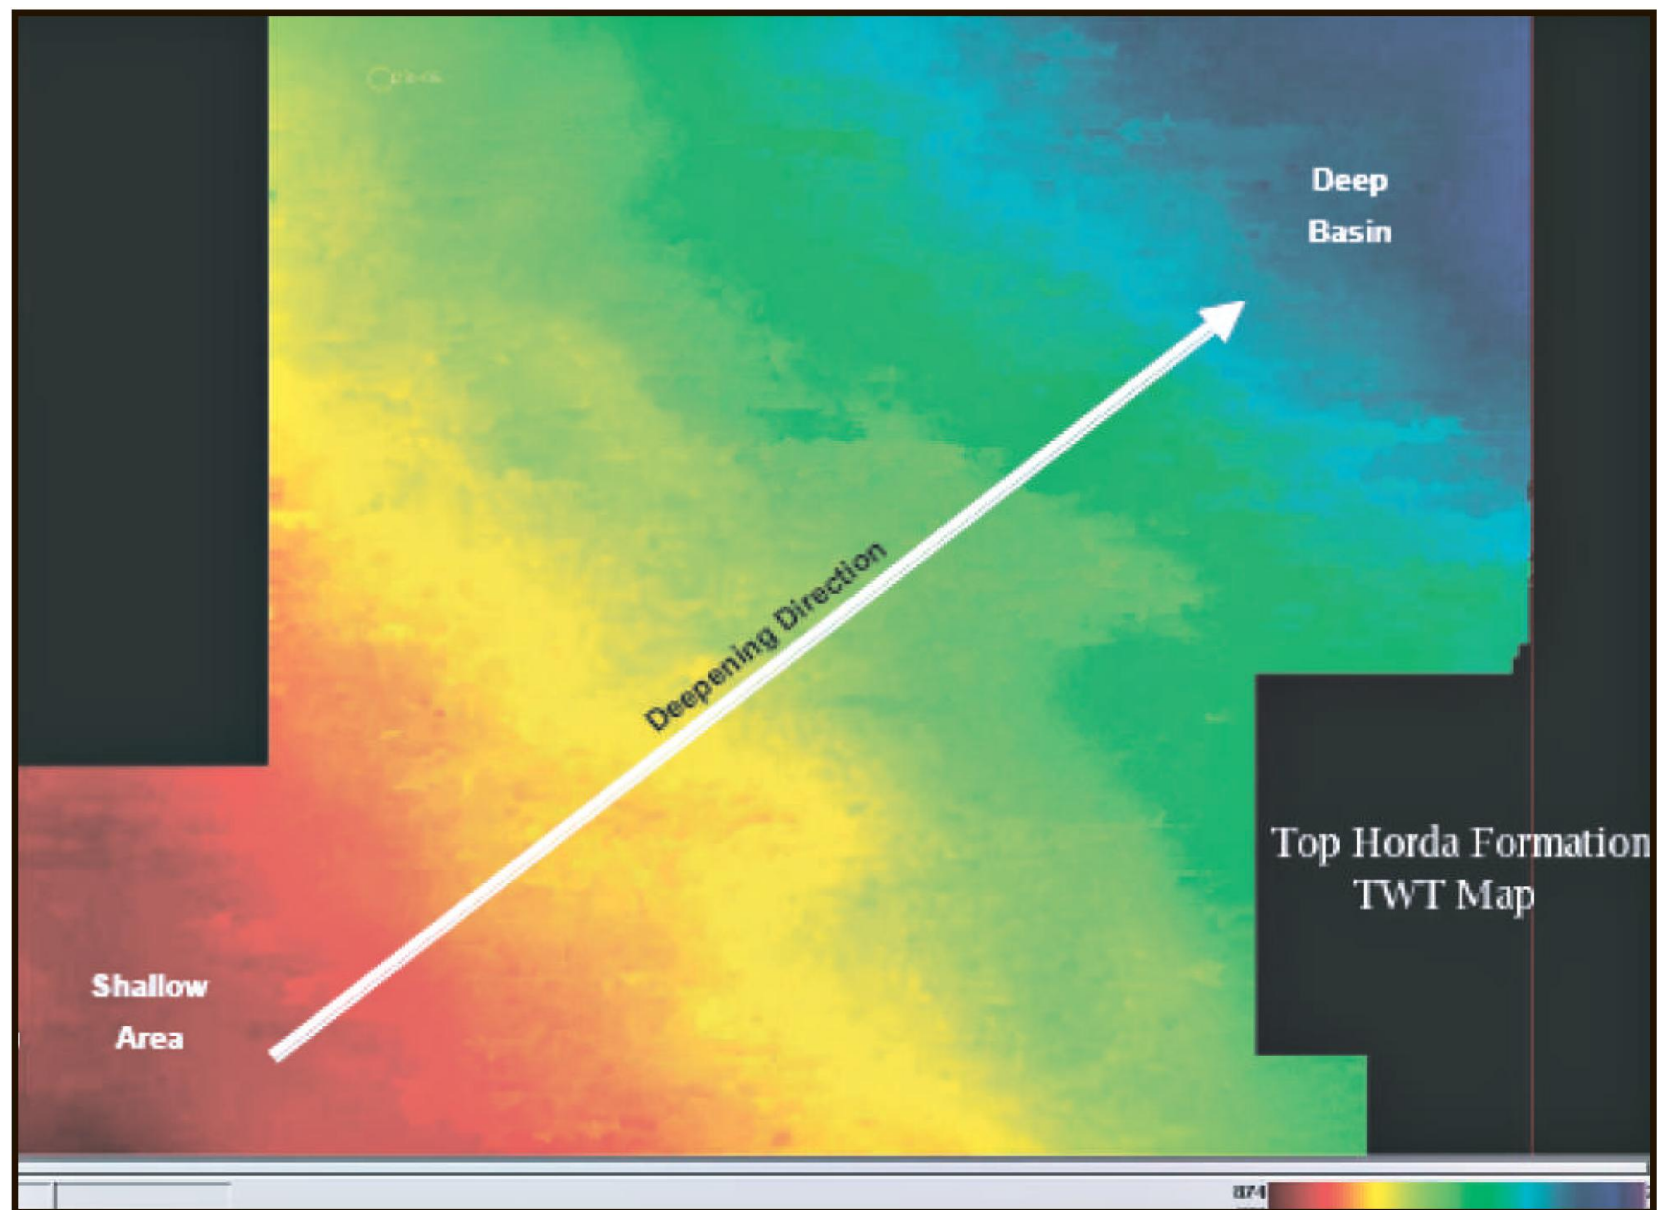 Deep
Basin
Deepening Direction
Top Horda Formation
TWT Map
Shallow
Area
874